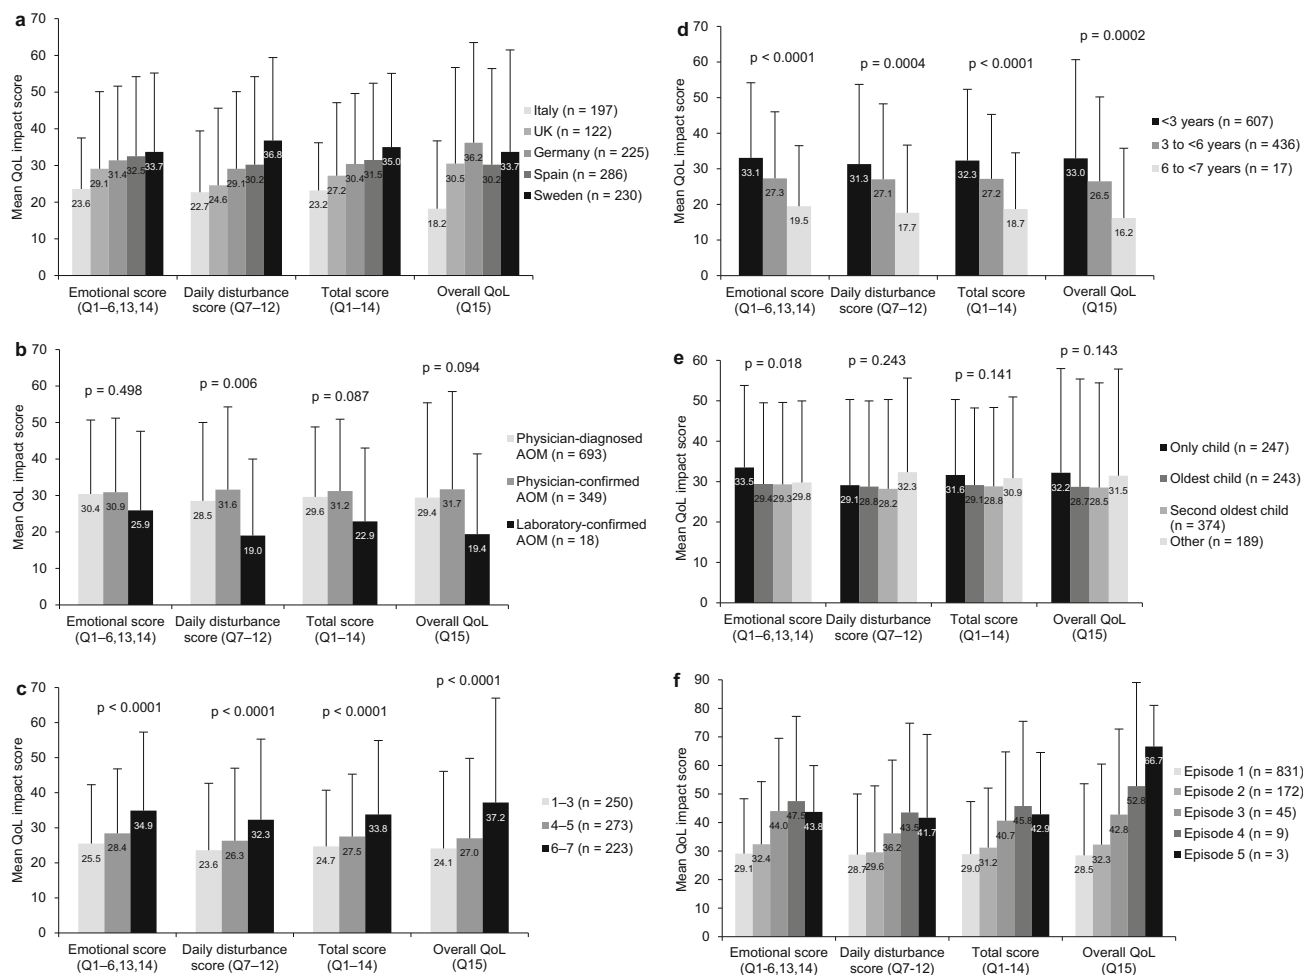 a
Mean QoL impact score
70
60
50
40
30
20
10
0
23.6
29.1
31.4
32.5
33.7
22.7
24.6
29.1
30.2
36.8
23.2
27.2
30.4
31.5
35.0
18.2
30.5
36.2
30.2
33.7
Emotional score
(Q1–6,13,14)
Daily disturbance
score (Q7–12)
Total score
(Q1–14)
Overall QoL
(Q15)
Italy (n = 197)
UK (n = 122)
Germany (n = 225)
Spain (n = 286)
Sweden (n = 230)
b
Mean QoL impact score
70
60
50
40
30
20
10
0
p = 0.498
p = 0.006
p = 0.087
p = 0.094
30.4
30.9
25.9
28.5
31.6
19.0
29.6
31.2
22.9
29.4
31.7
19.4
Emotional score
(Q1–6,13,14)
Daily disturbance
score (Q7–12)
Total score
(Q1–14)
Overall QoL
(Q15)
Physician-diagnosed
AOM (n = 693)
Physician-confirmed
AOM (n = 349)
Laboratory-confirmed
AOM (n = 18)
c
Mean QoL impact score
70
60
50
40
30
20
10
0
p < 0.0001
p < 0.0001
p < 0.0001
p < 0.0001
25.5
28.4
34.9
23.6
26.3
32.3
24.7
27.5
33.8
24.1
27.0
37.2
Emotional score
(Q1–6,13,14)
Daily disturbance
score (Q7–12)
Total score
(Q1–14)
Overall QoL
(Q15)
1–3 (n = 250)
4–5 (n = 273)
6–7 (n = 223)
d
Mean QoL impact score
70
60
50
40
30
20
10
0
p < 0.0001
p = 0.0004
p < 0.0001
p = 0.0002
33.1
27.3
19.5
31.3
27.1
17.7
32.3
27.2
18.7
33.0
26.5
16.2
Emotional score
(Q1–6,13,14)
Daily disturbance
score (Q7–12)
Total score
(Q1–14)
Overall QoL
(Q15)
<3 years (n = 607)
3 to <6 years (n = 436)
6 to <7 years (n = 17)
e
Mean QoL impact score
60
50
40
30
20
10
0
p = 0.018
p = 0.243
p = 0.141
p = 0.143
33.5
29.4
29.3
29.8
29.1
28.8
28.2
32.3
31.6
29.1
28.8
30.9
32.2
28.7
28.5
31.5
Emotional score
(Q1–6,13,14)
Daily disturbance
score (Q7–12)
Total score
(Q1–14)
Overall QoL
(Q15)
Only child (n = 247)
Oldest child (n = 243)
Second oldest child
(n = 374)
Other (n = 189)
f
Mean QoL impact score
90
80
70
60
50
40
30
20
10
0
29.1
32.4
44.0
47.5
43.8
28.7
29.6
36.2
43.5
41.7
29.0
31.2
40.7
45.8
42.9
28.5
32.3
42.8
52.8
66.7
Emotional score
(Q1-6,13,14)
Daily disturbance
score (Q7–12)
Total score
(Q1–14)
Overall QoL
(Q15)
Episode 1 (n = 831)
Episode 2 (n = 172)
Episode 3 (n = 45)
Episode 4 (n = 9)
Episode 5 (n = 3)